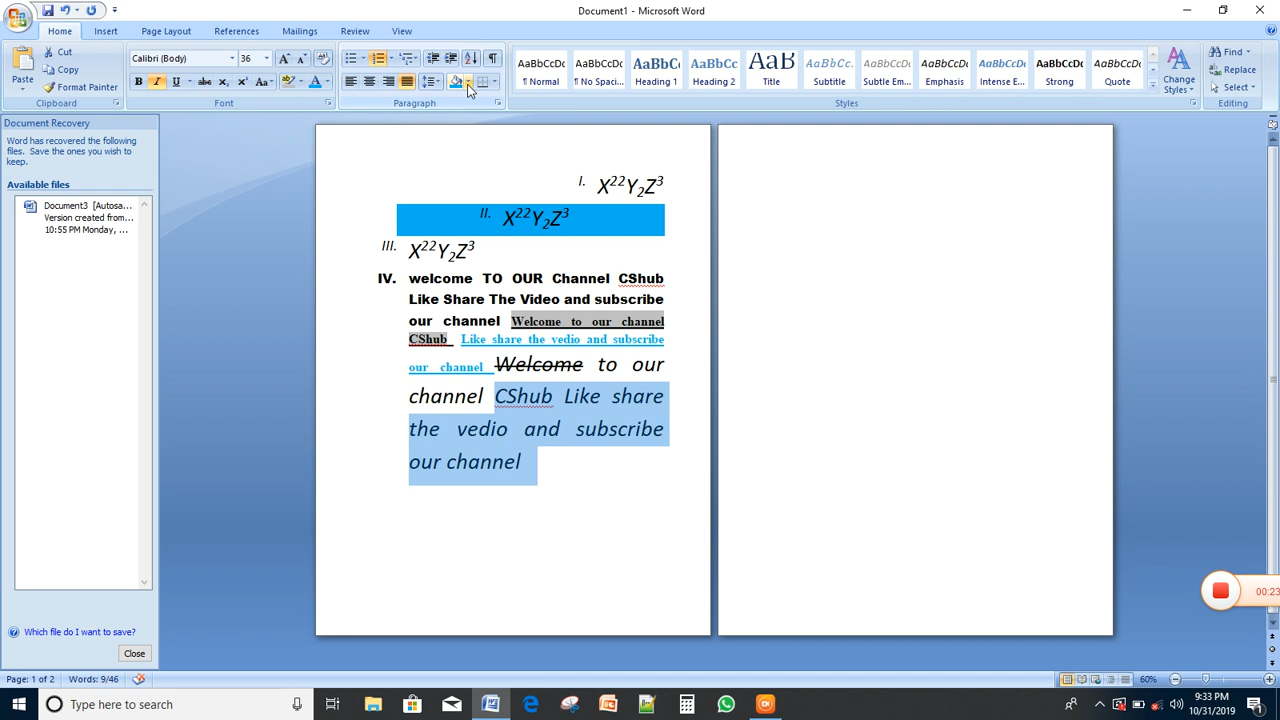 Document1 - Microsoft Word
Home Insert Page Layout References Mailings Review View
Paste
Cut
Copy
Format Painter
Clipboard
Calibri (Body) 36
Font
Paragraph
AaBbCcDc AaBbCcDc AaBbCc AaBbCc AaB AaBbCc. AaBbCcDc AaBbCcDc AaBbCcDc AaBbCcDc AaBbCcDc
¶ Normal ¶ No Spaci... Heading 1 Heading 2 Title Subtitle Subtle Em... Emphasis Intense E... Strong Quote
Change
Styles
Styles
Find
Replace
Select
Editing
Document Recovery
Word has recovered the following
files. Save the ones you wish to
keep.
Available files
Document3 [Autosa...
Version created from...
10:55 PM Monday, ...
Which file do I want to save?
Close
I. X22Y2Z3
II. X22Y2Z3
III. X22Y2Z3
IV. welcome TO OUR Channel CShub
Like Share The Video and subscribe
our channel Welcome to our channel
CShub Like share the vedio and subscribe
our channel Welcome to our
channel CShub Like share
the vedio and subscribe
our channel
00:23
Page: 1 of 2 Words: 9/46 60%
Type here to search
9:33 PM
10/31/2019